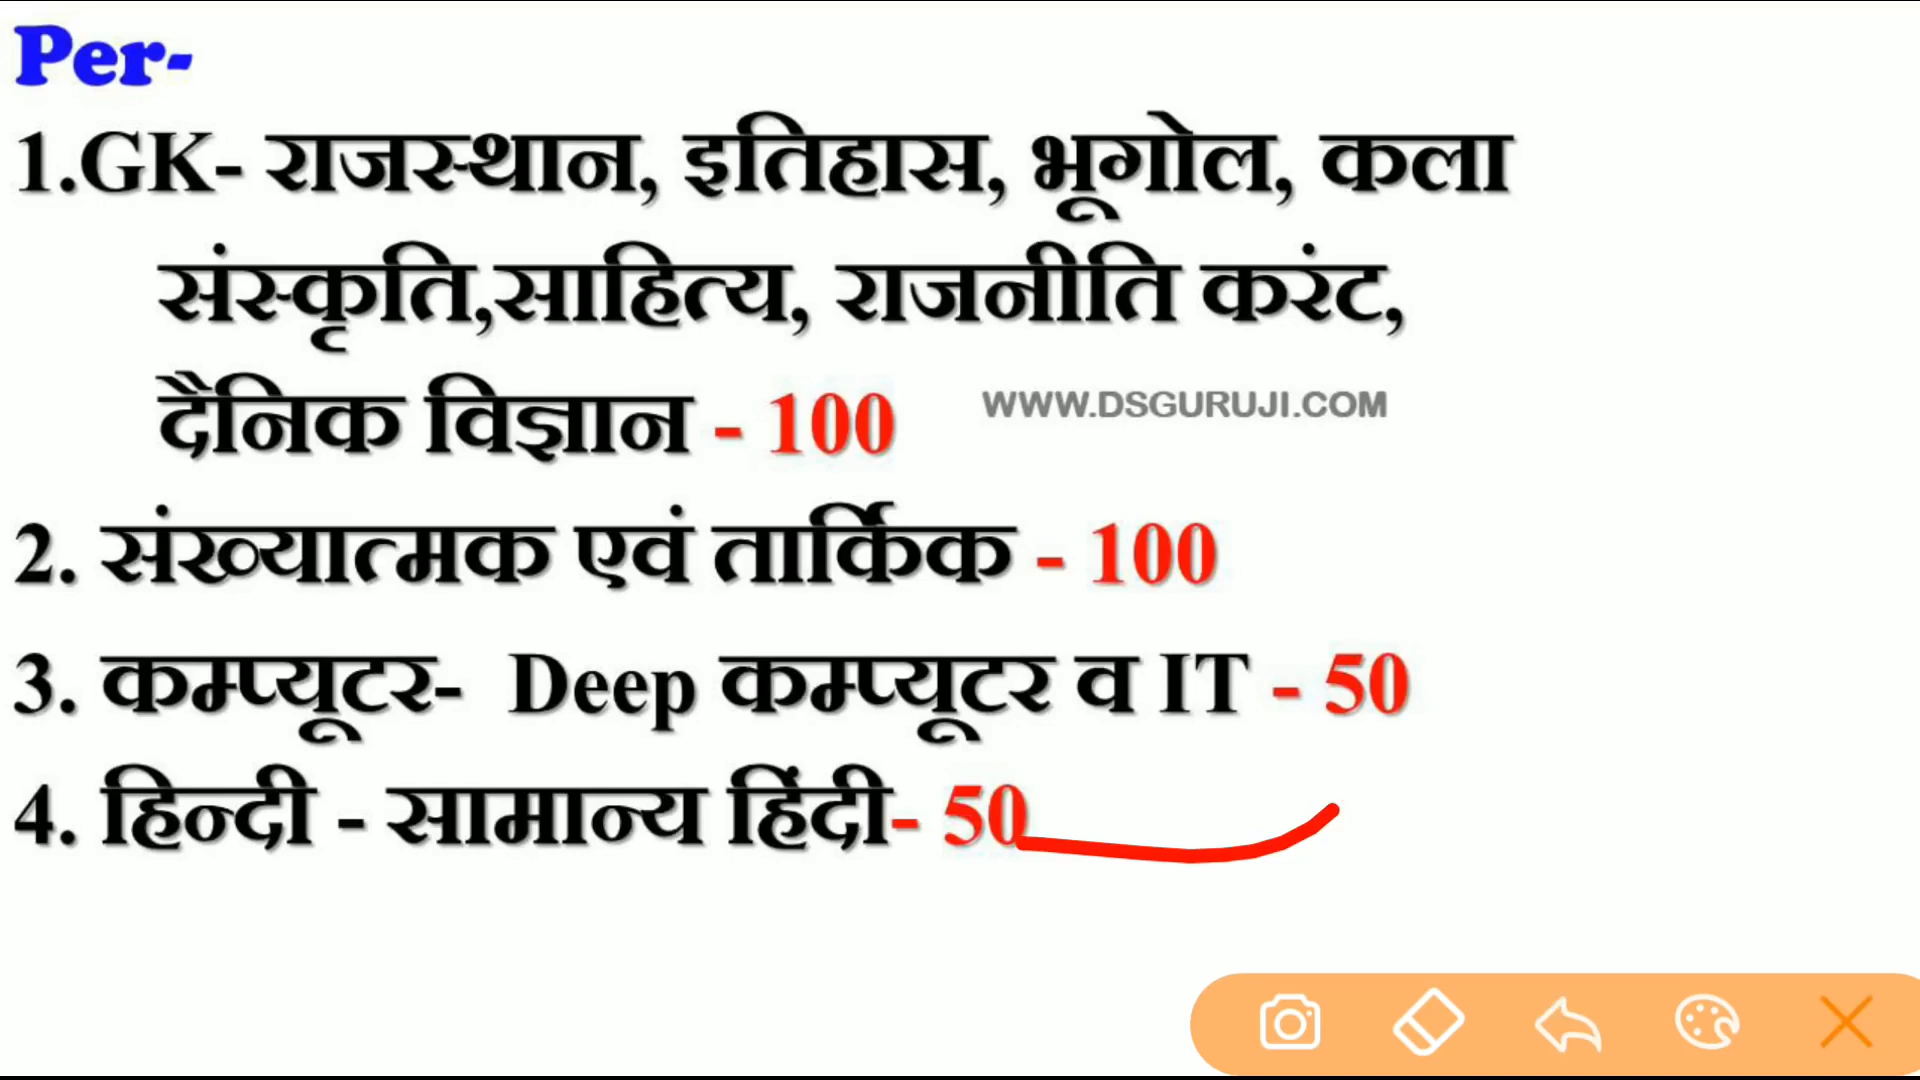 Per-
1.GK- राजस्थान, इतिहास, भूगोल, कला
संस्कृति,साहित्य, राजनीति करंट,
दैनिक विज्ञान - 100
WWW.DSGURUJI.COM
2. संख्यात्मक एवं तार्किक - 100
3. कम्प्यूटर- Deep कम्प्यूटर व IT - 50
4. हिन्दी - सामान्य हिंदी- 50